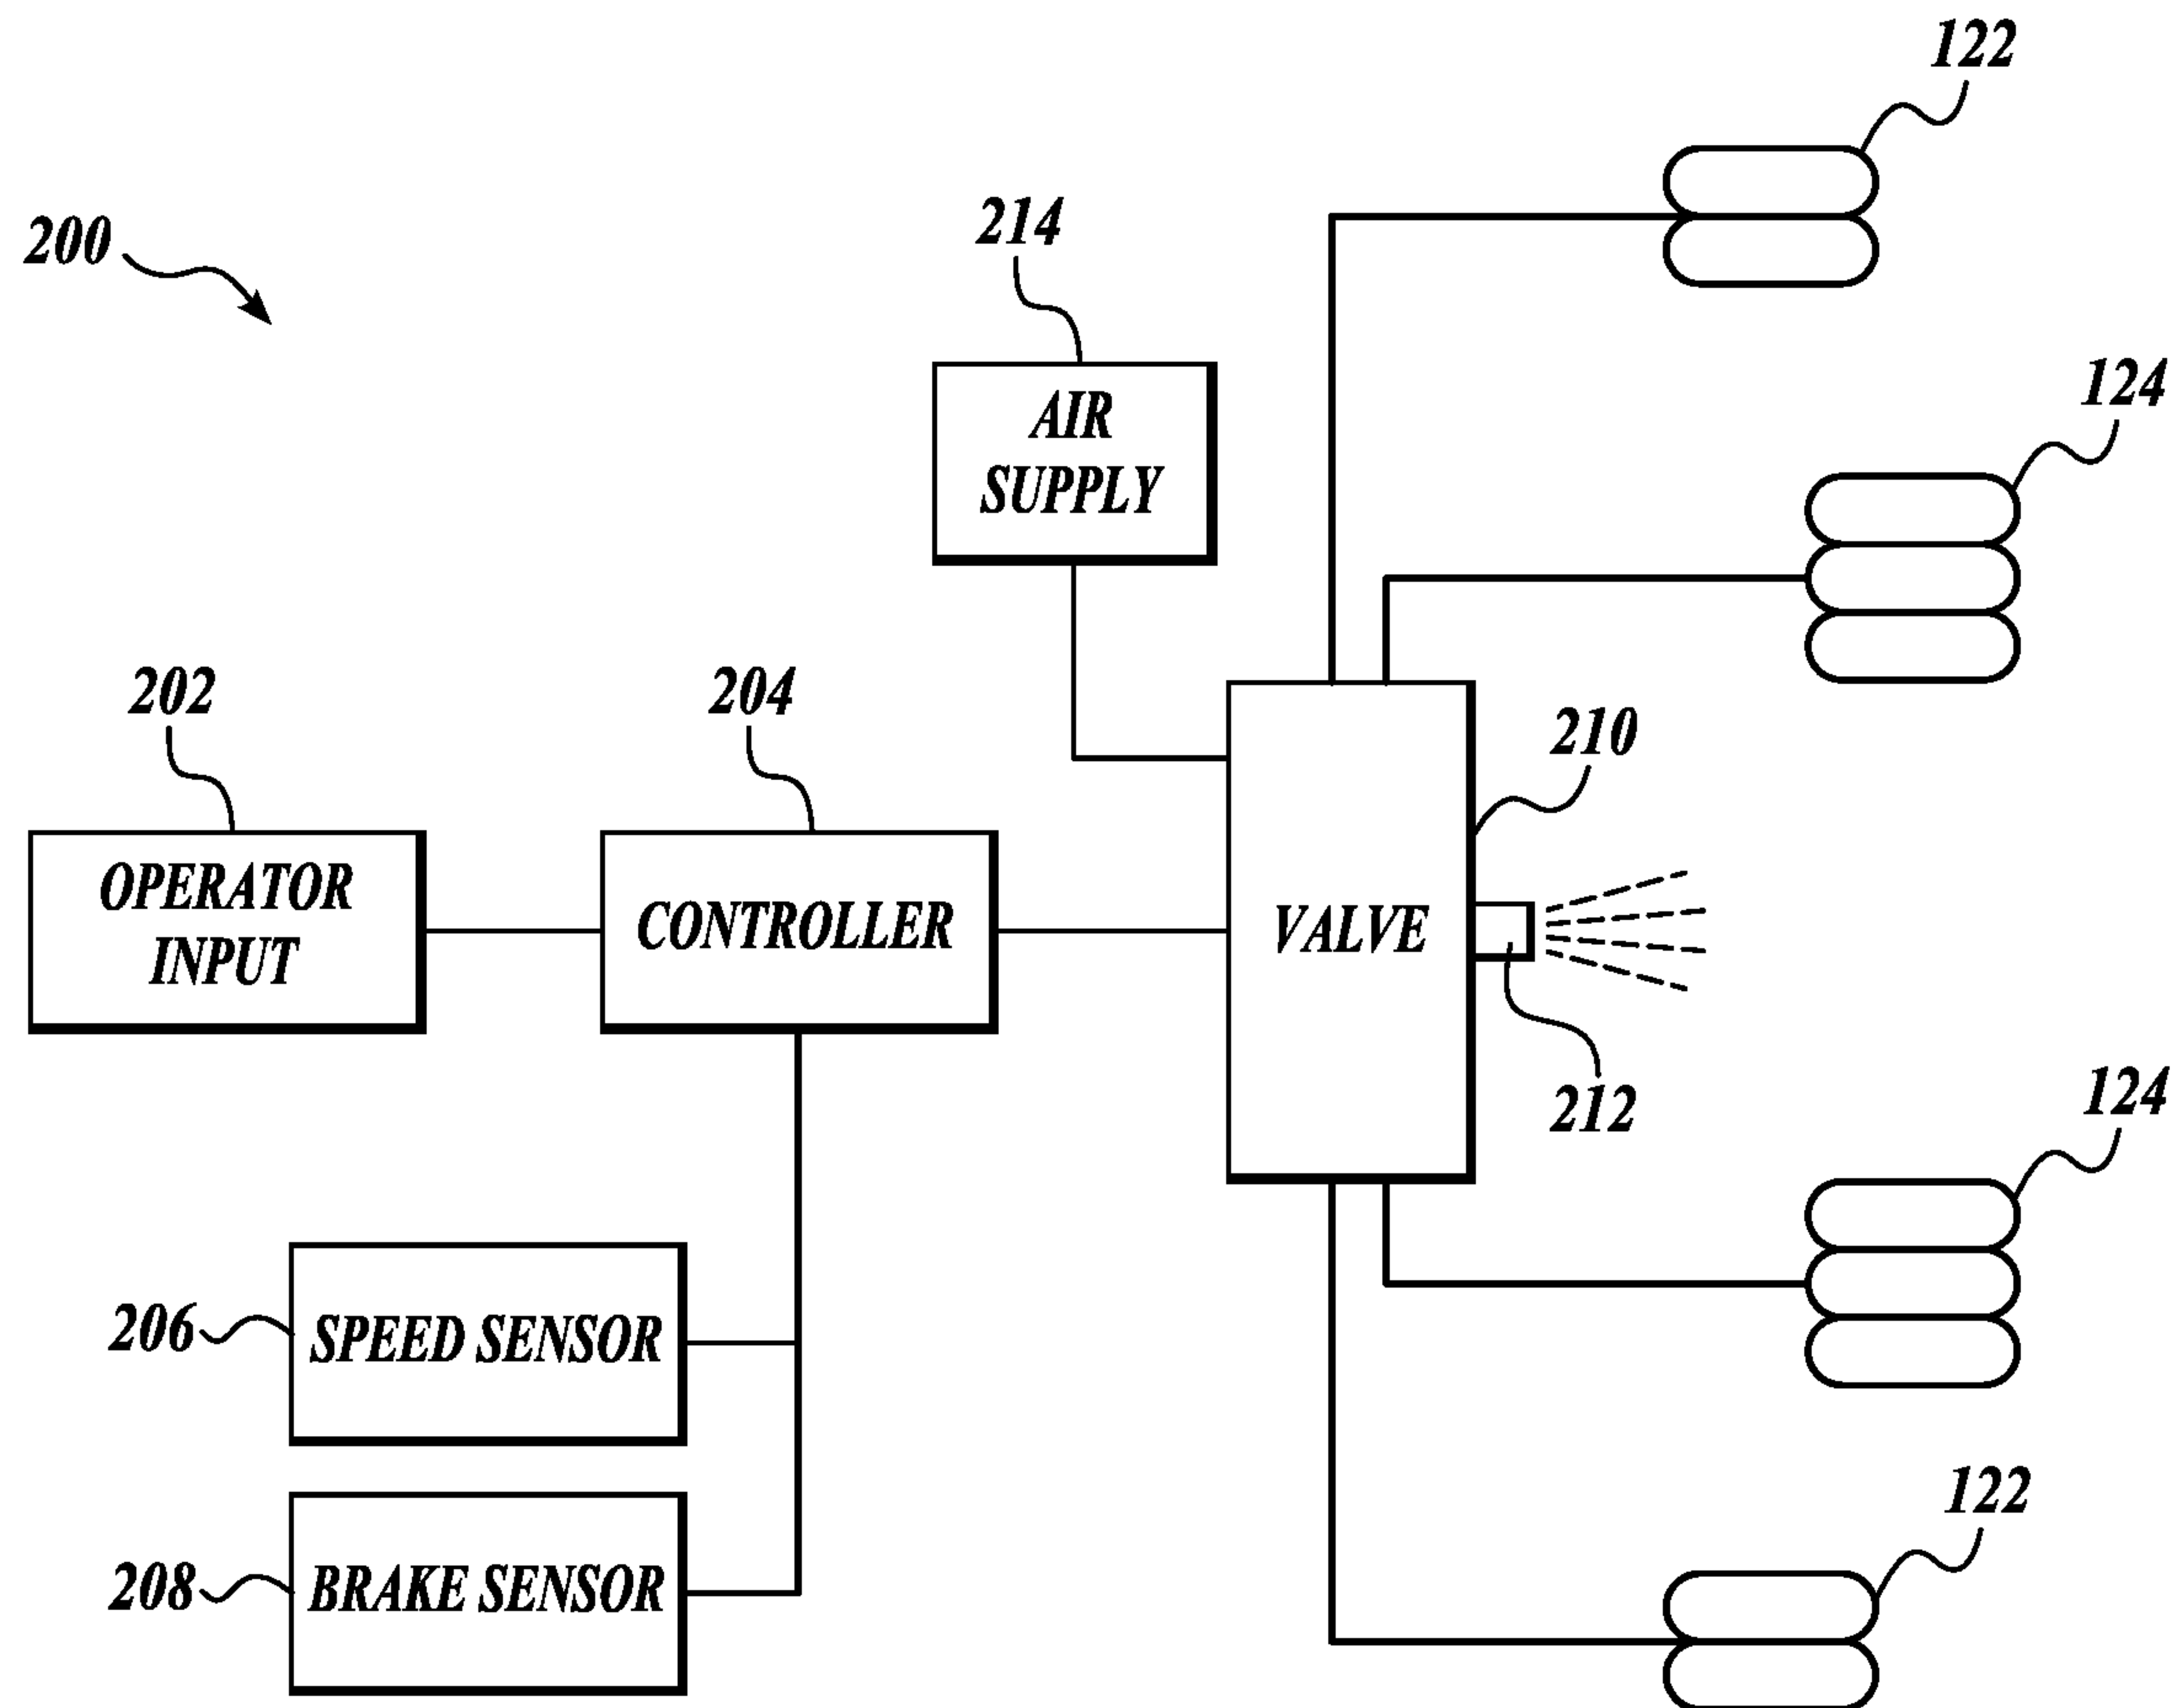 122
200
214
124
AIR
SUPPLY
202
204
210
OPERATOR
INPUT
CONTROLLER
VALVE
212
124
206
SPEED SENSOR
122
208
BRAKE SENSOR